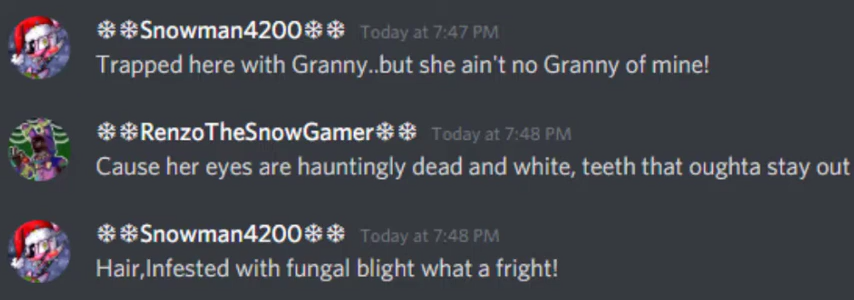 ❄❄Snowman4200❄❄ Today at 7:47 PM
Trapped here with Granny..but she ain't no Granny of mine!
❄❄RenzoTheSnowGamer❄❄ Today at 7:48 PM
Cause her eyes are hauntingly dead and white, teeth that oughta stay out
❄❄Snowman4200❄❄ Today at 7:48 PM
Hair,Infested with fungal blight what a fright!